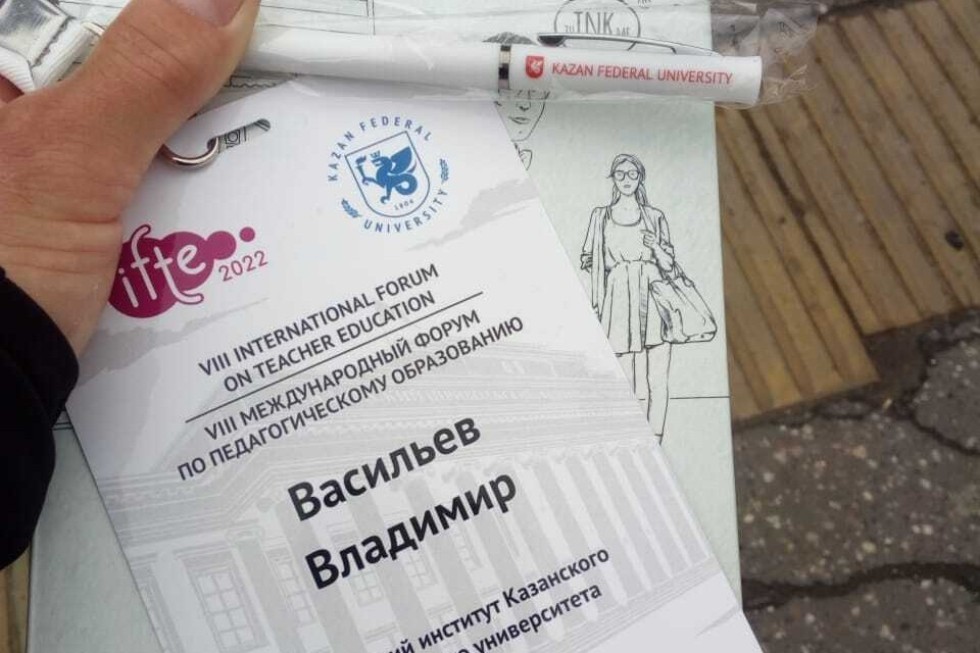 INK
KAZAN FEDERAL UNIVERSITY
KAZAN FEDERAL
UNIVERSITY
1804
ifte
2022
VIII INTERNATIONAL FORUM
ON TEACHER EDUCATION
VIII МЕЖДУНАРОДНЫЙ ФОРУМ
ПО ПЕДАГОГИЧЕСКОМУ ОБРАЗОВАНИЮ
Васильев
Владимир
институт Казанского
университета